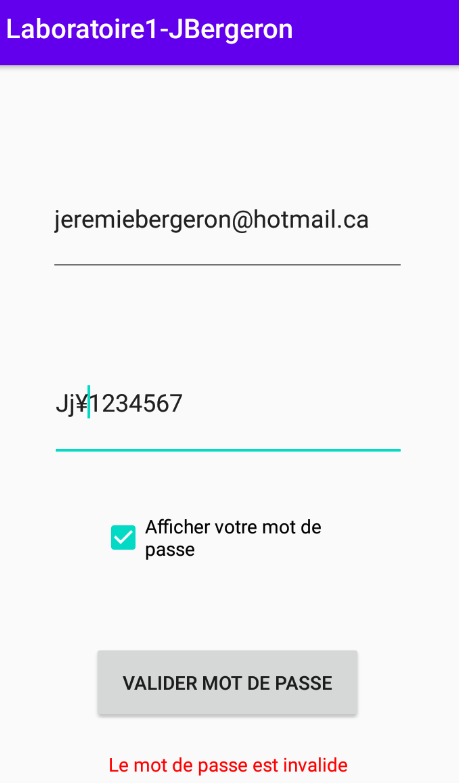 Laboratoire1-JBergeron
jeremiebergeron@hotmail.ca
Jj¥1234567
Afficher votre mot de
passe
VALIDER MOT DE PASSE
Le mot de passe est invalide